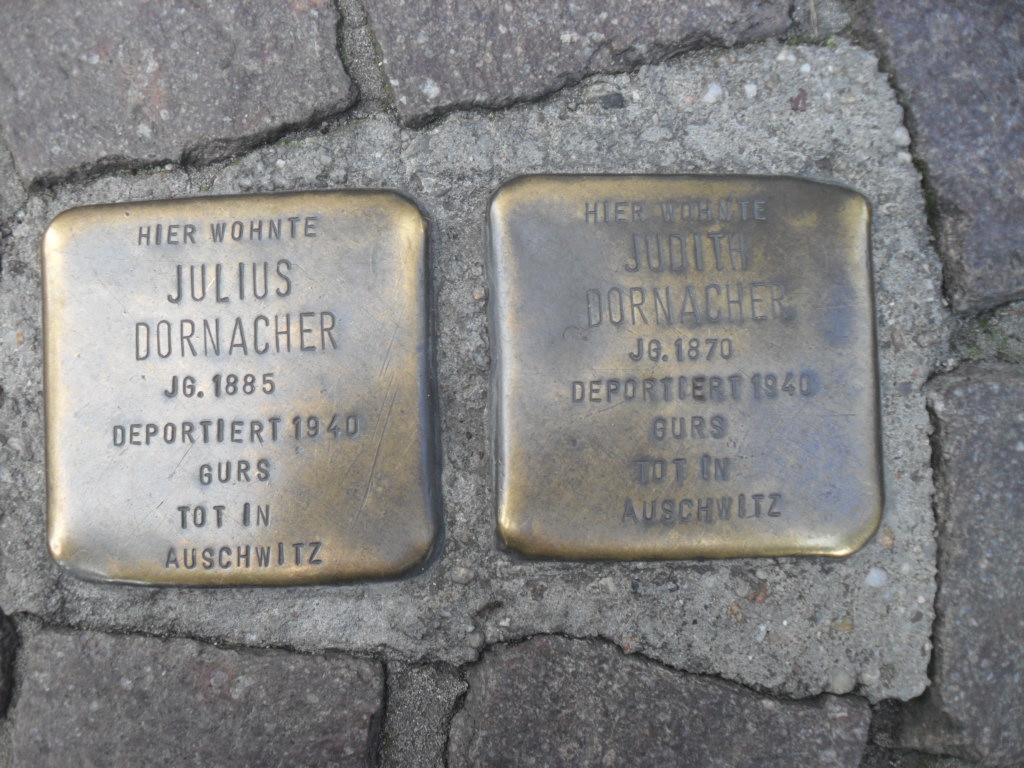 HIER WOHNTE
JULIUS
DORNACHER
JG. 1885
DEPORTIERT 1940
GURS
TOT IN
AUSCHWITZ
HIER WOHNTE
JUDITH
DORNACHER
JG. 1870
DEPORTIERT 1940
GURS
TOT IN
AUSCHWITZ